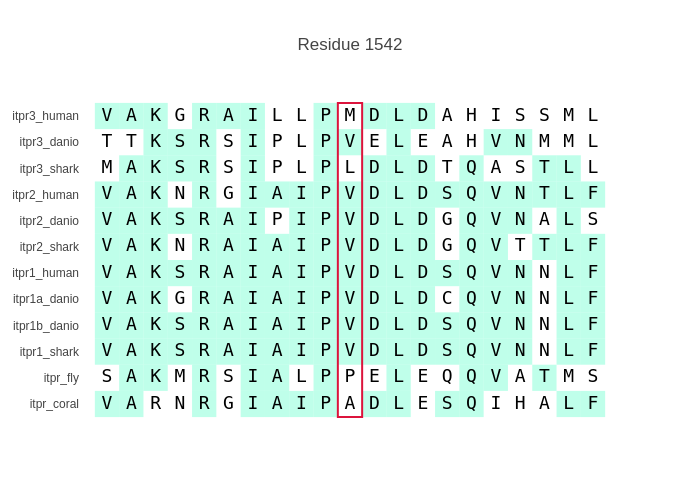 Residue 1542
itpr3_human V A K G R A I L L P M D L D A H I S S M L
itpr3_danio T T K S R S I P L P V E L E A H V N M M L
itpr3_shark M A K S R S I P L P L D L D T Q A S T L L
itpr2_human V A K N R G I A I P V D L D S Q V N T L F
itpr2_danio V A K S R A I P I P V D L D G Q V N A L S
itpr2_shark V A K N R A I A I P V D L D G Q V T T L F
itpr1_human V A K S R A I A I P V D L D S Q V N N L F
itpr1a_danio V A K G R A I A I P V D L D C Q V N N L F
itpr1b_danio V A K S R A I A I P V D L D S Q V N N L F
itpr1_shark V A K S R A I A I P V D L D S Q V N N L F
itpr_fly S A K M R S I A L P P E L E Q Q V A T M S
itpr_coral V A R N R G I A I P A D L E S Q I H A L F